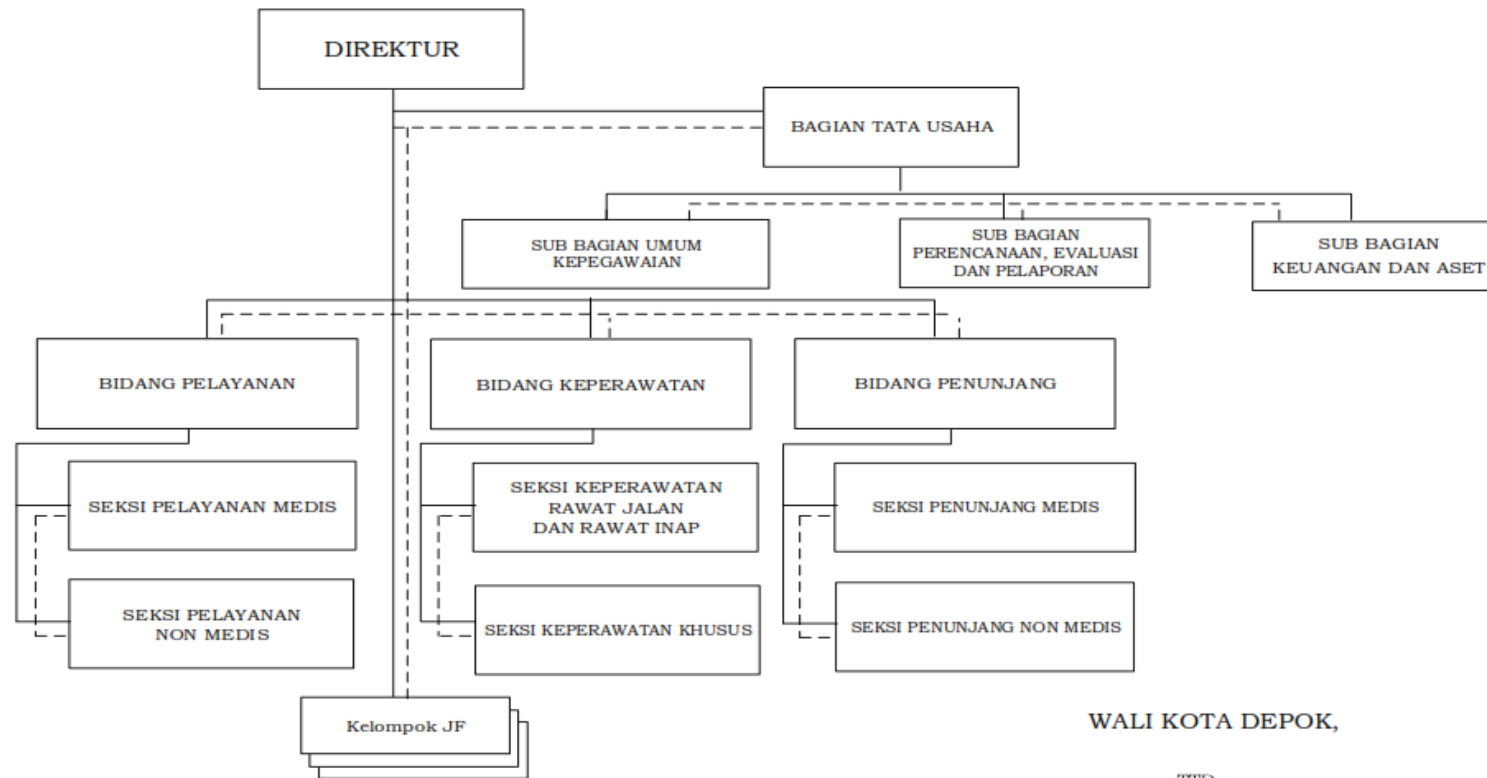 DIREKTUR
BAGIAN TATA USAHA
SUB BAGIAN UMUM
KEPEGAWAIAN
SUB BAGIAN
PERENCANAAN, EVALUASI
DAN PELAPORAN
SUB BAGIAN
KEUANGAN DAN ASET
BIDANG PELAYANAN
BIDANG KEPERAWATAN
BIDANG PENUNJANG
SEKSI PELAYANAN MEDIS
SEKSI KEPERAWATAN
RAWAT JALAN
DAN RAWAT INAP
SEKSI PENUNJANG MEDIS
SEKSI PELAYANAN
NON MEDIS
SEKSI KEPERAWATAN KHUSUS
SEKSI PENUNJANG NON MEDIS
Kelompok JF
WALI KOTA DEPOK,